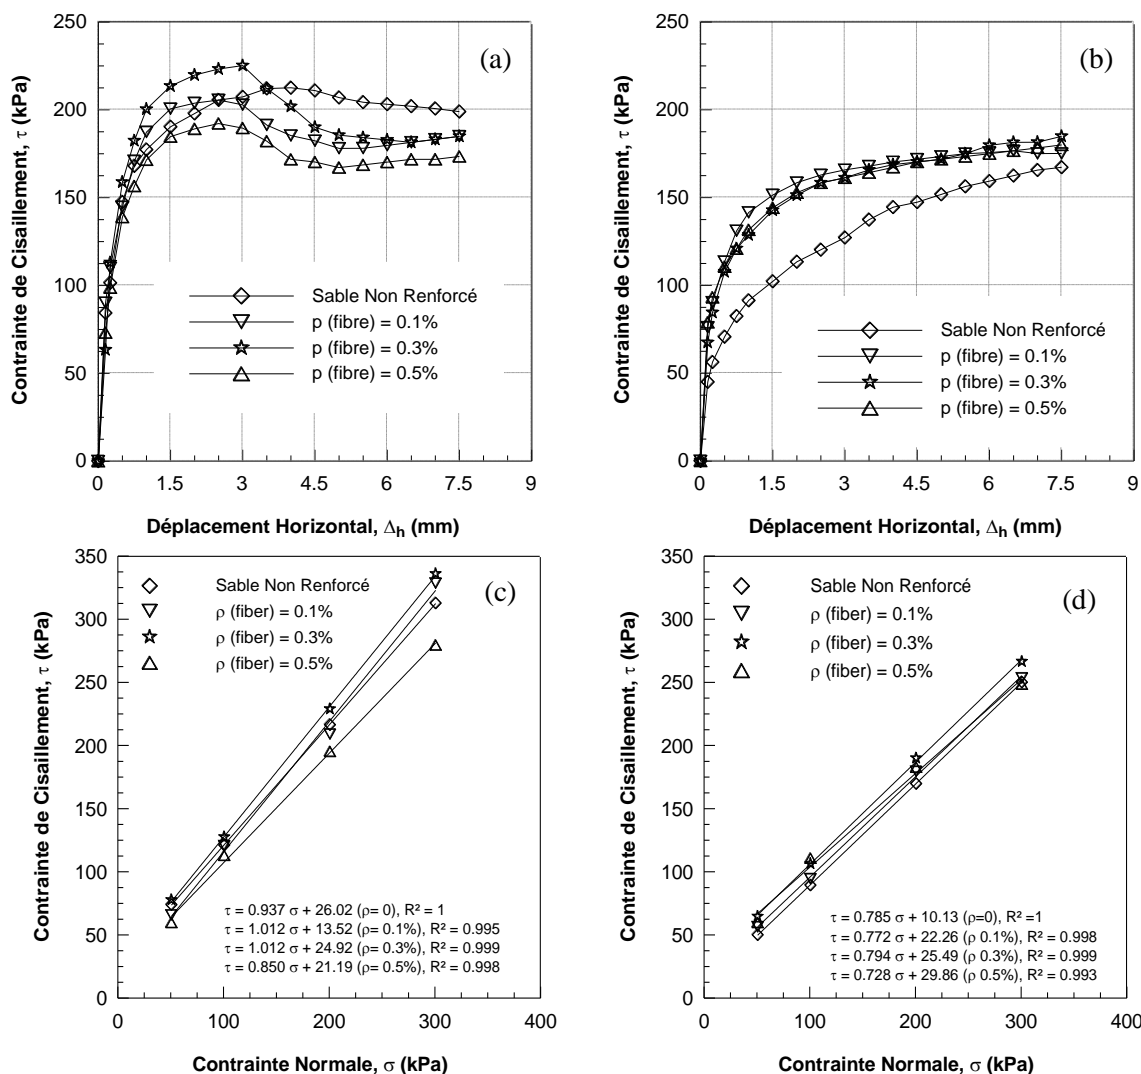 250
200
150
100
50
0
Contrainte de Cisaillement, τ (kPa)
(a)
Sable Non Renforcé
p (fibre) = 0.1%
p (fibre) = 0.3%
p (fibre) = 0.5%
0 1.5 3 4.5 6 7.5 9
Déplacement Horizontal, Δh (mm)
250
200
150
100
50
0
Contrainte de Cisaillement, τ (kPa)
(b)
Sable Non Renforcé
p (fibre) = 0.1%
p (fibre) = 0.3%
p (fibre) = 0.5%
0 1.5 3 4.5 6 7.5 9
Déplacement Horizontal, Δh (mm)
350
300
250
200
150
100
50
0
Contrainte de Cisaillement, τ (kPa)
(c)
Sable Non Renforcé
ρ (fiber) = 0.1%
ρ (fiber) = 0.3%
ρ (fiber) = 0.5%
τ = 0.937 σ + 26.02 (ρ= 0), R² = 1
τ = 1.012 σ + 13.52 (ρ= 0.1%), R² = 0.995
τ = 1.012 σ + 24.92 (ρ= 0.3%), R² = 0.999
τ = 0.850 σ + 21.19 (ρ= 0.5%), R² = 0.998
0 100 200 300 400
Contrainte Normale, σ (kPa)
350
300
250
200
150
100
50
0
Contrainte de Cisaillement, τ (kPa)
(d)
Sable Non Renforcé
ρ (fiber) = 0.1%
ρ (fiber) = 0.3%
ρ (fiber) = 0.5%
τ = 0.785 σ + 10.13 (ρ=0), R² =1
τ = 0.772 σ + 22.26 (ρ 0.1%), R² = 0.998
τ = 0.794 σ + 25.49 (ρ 0.3%), R² = 0.999
τ = 0.728 σ + 29.86 (ρ 0.5%), R² = 0.993
0 100 200 300 400
Contrainte Normale, σ (kPa)